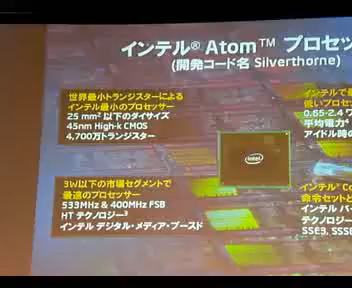 インテル® Atom™ プロセッ
(開発コード名 Silverthorne)
世界最小トランジスターによる
インテル最小のプロセッサー
25 mm² 以下のダイサイズ
45nm High-k CMOS
4,700万トランジスター
インテルで最
低いプロセ
0.65-2.4 ワ
平均電力⁴
アイドル時の
intel
3W以下の市場セグメントで
最速のプロセッサー
533MHz & 400MHz FSB
HT テクノロジー³
インテル デジタル・メディア・ブースド
インテル® Co
命令セットと
インテル バー
テクノロジー
SSE3, SSSE